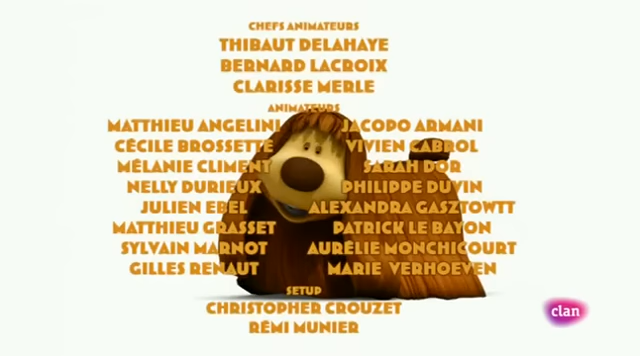 CHEFS ANIMATEURS
THIBAUT DELAHAYE
BERNARD LACROIX
CLARISSE MERLE
ANIMATEURS
MATTHIEU ANGELINI JACOPO ARMANI
CÉCILE BROSSETTE VIVIEN CABROL
MÉLANIE CLIMENT SARAH DOR
NELLY DURIEUX PHILIPPE DUVIN
JULIEN EBEL ALEXANDRA GASZTOWTT
MATTHIEU GRASSET PATRICK LE BAYON
SYLVAIN MARNOT AURÉLIE MONCHICOURT
GILLES RENAUT MARIE VERHOEVEN
SETUP
CHRISTOPHER CROUZET
RÉMI MUNIER
clan